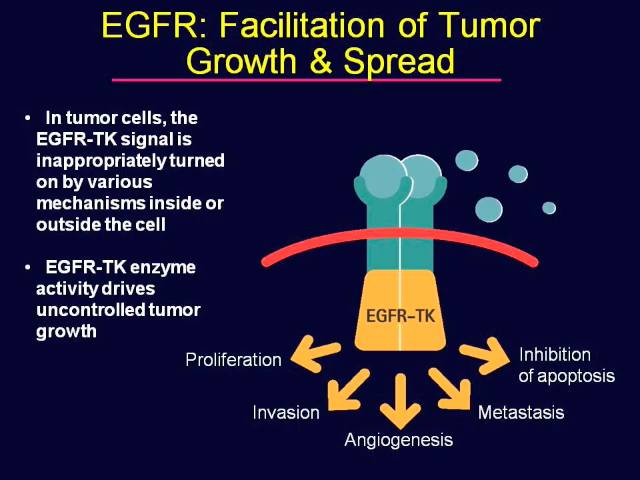 EGFR: Facilitation of Tumor
Growth & Spread
• In tumor cells, the
EGFR-TK signal is
inappropriately turned
on by various
mechanisms inside or
outside the cell
• EGFR-TK enzyme
activity drives
uncontrolled tumor
growth
EGFR–TK
Proliferation
Invasion
Angiogenesis
Metastasis
Inhibition
of apoptosis